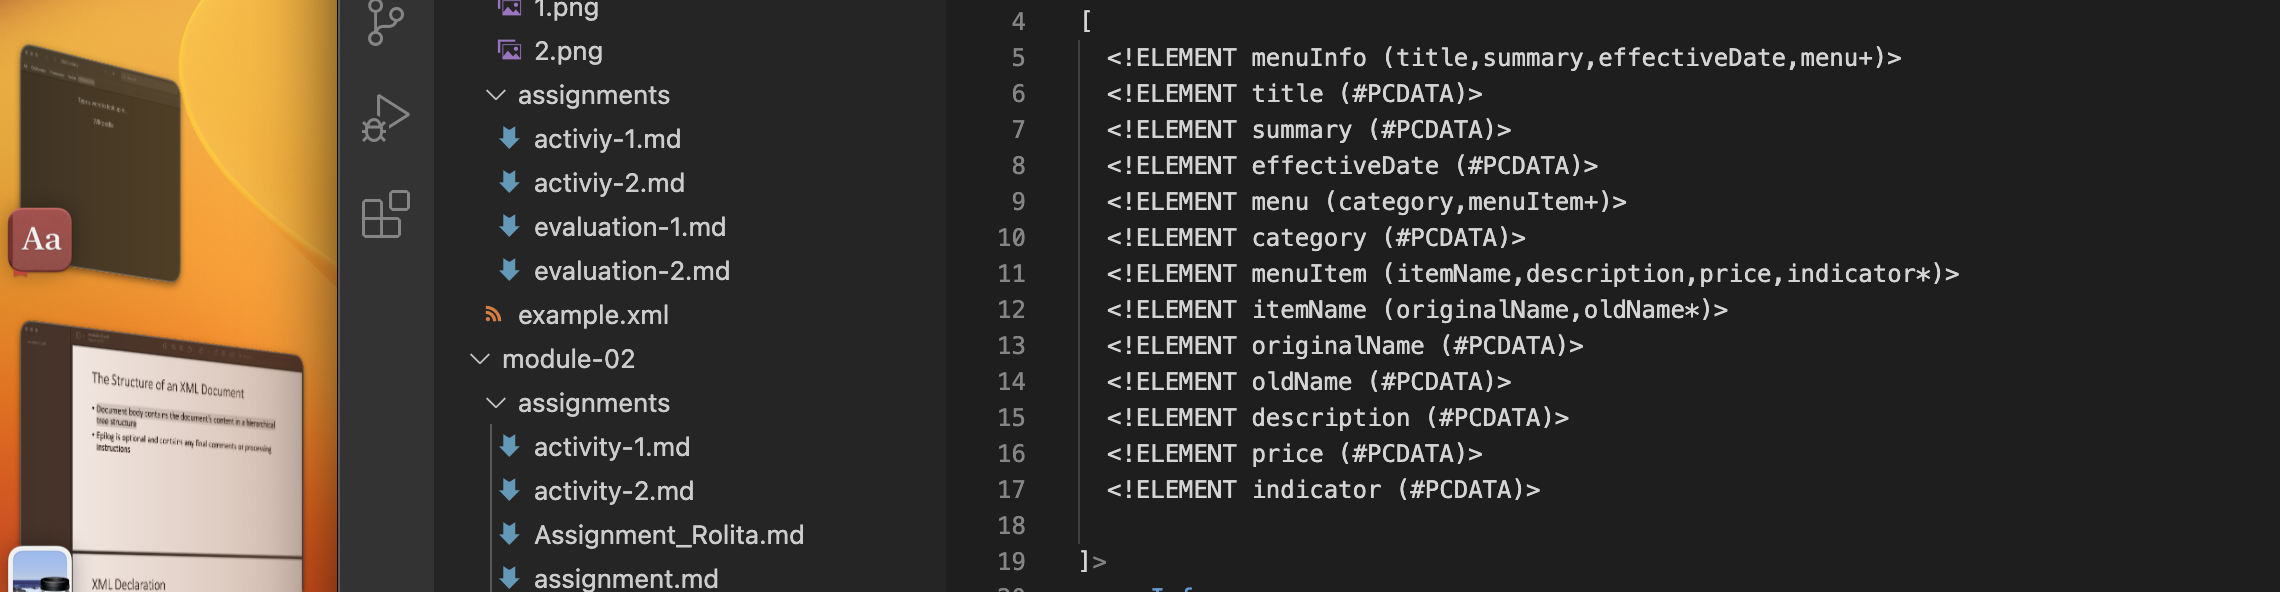 Aa
The Structure of an XML Document
• Document body contains the document's content in a hierarchical
tree structure
• Epilog is optional and contains any final comments or processing
instructions
XML Declaration
1.png
2.png
assignments
activiy-1.md
activiy-2.md
evaluation-1.md
evaluation-2.md
example.xml
module-02
assignments
activity-1.md
activity-2.md
Assignment_Rolita.md
assignment.md
4 [
5 <!ELEMENT menuInfo (title,summary,effectiveDate,menu+)>
6 <!ELEMENT title (#PCDATA)>
7 <!ELEMENT summary (#PCDATA)>
8 <!ELEMENT effectiveDate (#PCDATA)>
9 <!ELEMENT menu (category,menuItem+)>
10 <!ELEMENT category (#PCDATA)>
11 <!ELEMENT menuItem (itemName,description,price,indicator*)>
12 <!ELEMENT itemName (originalName,oldName*)>
13 <!ELEMENT originalName (#PCDATA)>
14 <!ELEMENT oldName (#PCDATA)>
15 <!ELEMENT description (#PCDATA)>
16 <!ELEMENT price (#PCDATA)>
17 <!ELEMENT indicator (#PCDATA)>
18
19 ]>